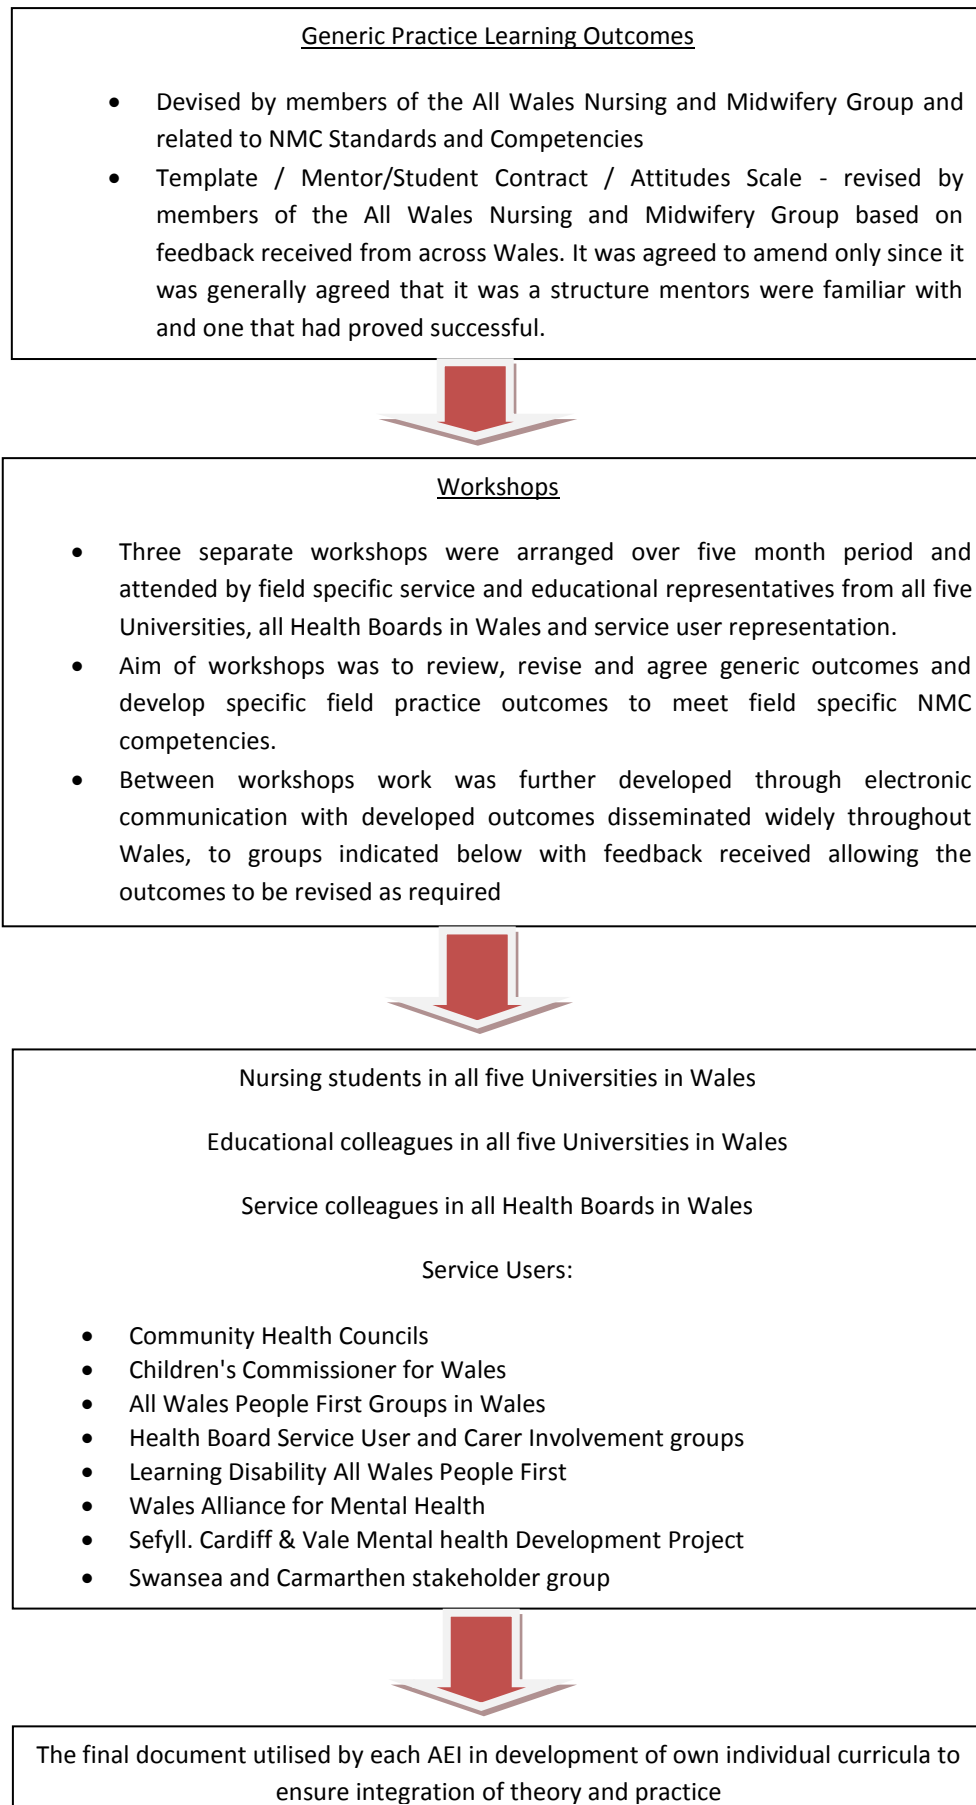 Generic Practice Learning Outcomes
• Devised by members of the All Wales Nursing and Midwifery Group and
related to NMC Standards and Competencies
• Template / Mentor/Student Contract / Attitudes Scale - revised by
members of the All Wales Nursing and Midwifery Group based on
feedback received from across Wales. It was agreed to amend only since it
was generally agreed that it was a structure mentors were familiar with
and one that had proved successful.
Workshops
• Three separate workshops were arranged over five month period and
attended by field specific service and educational representatives from all five
Universities, all Health Boards in Wales and service user representation.
• Aim of workshops was to review, revise and agree generic outcomes and
develop specific field practice outcomes to meet field specific NMC
competencies.
• Between workshops work was further developed through electronic
communication with developed outcomes disseminated widely throughout
Wales, to groups indicated below with feedback received allowing the
outcomes to be revised as required
Nursing students in all five Universities in Wales
Educational colleagues in all five Universities in Wales
Service colleagues in all Health Boards in Wales
Service Users:
• Community Health Councils
• Children's Commissioner for Wales
• All Wales People First Groups in Wales
• Health Board Service User and Carer Involvement groups
• Learning Disability All Wales People First
• Wales Alliance for Mental Health
• Sefyll. Cardiff & Vale Mental health Development Project
• Swansea and Carmarthen stakeholder group
The final document utilised by each AEI in development of own individual curricula to
ensure integration of theory and practice